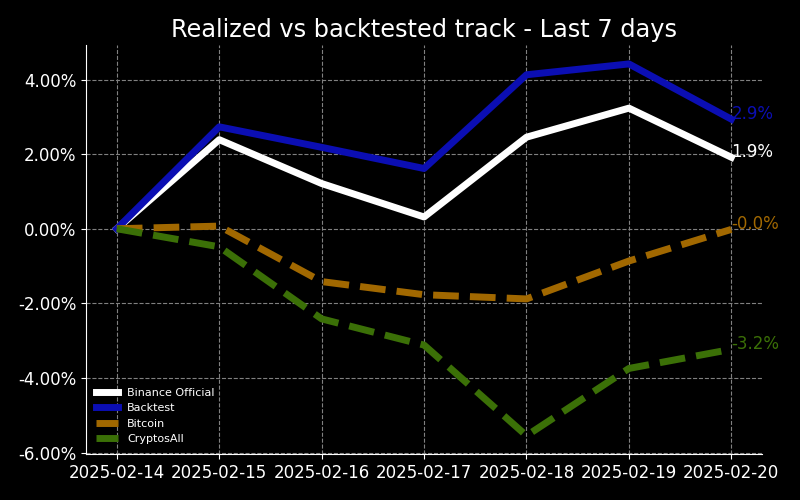 Realized vs backtested track - Last 7 days
4.00%
2.00%
0.00%
-2.00%
-4.00%
-6.00%
2.9%
1.9%
-0.0%
-3.2%
Binance Official
Backtest
Bitcoin
CryptosAll
2025-02-14 2025-02-15 2025-02-16 2025-02-17 2025-02-18 2025-02-19 2025-02-20